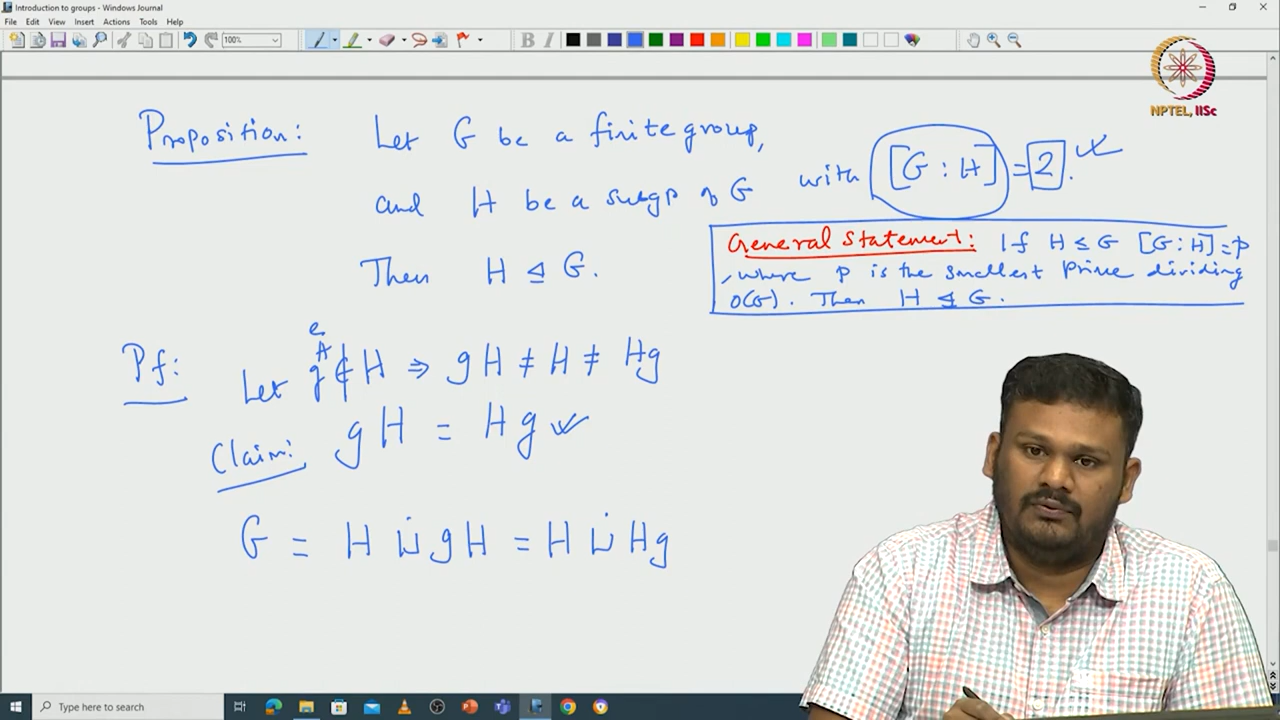 Introduction to groups - Windows Journal
File Edit View Insert Actions Tools Help
100%
B I
NPTEL, IISc
Proposition: Let G be a finite group,
and H be a subgp of G with [G : H] = 2.
Then H ⊴ G.
General Statement: If H ≤ G [G : H] = p
, where p is the smallest prime dividing
O(G). Then H ⊴ G.
Pf: Let g ∉ H ⇒ gH ≠ H ≠ Hg
Claim: gH = Hg
G = H ⊔ gH = H ⊔ Hg
Type here to search